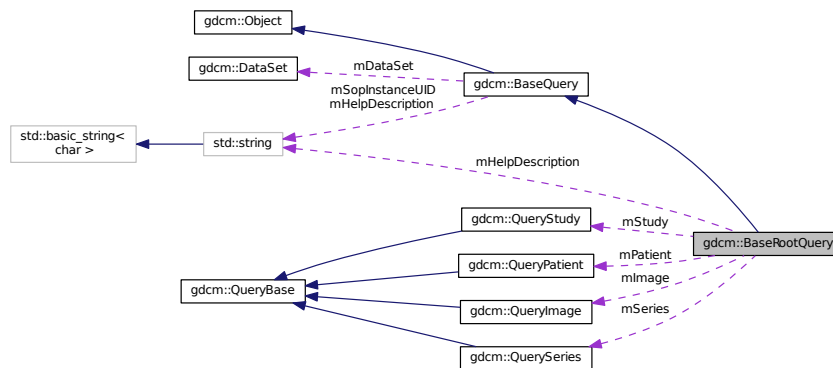 gdcm::Object
gdcm::DataSet
mDataSet
gdcm::BaseQuery
mSopInstanceUID
mHelpDescription
std::basic_string<
char >
std::string
mHelpDescription
gdcm::QueryStudy
mStudy
gdcm::BaseRootQuery
gdcm::QueryPatient
mPatient
mImage
gdcm::QueryBase
gdcm::QueryImage
mSeries
gdcm::QuerySeries